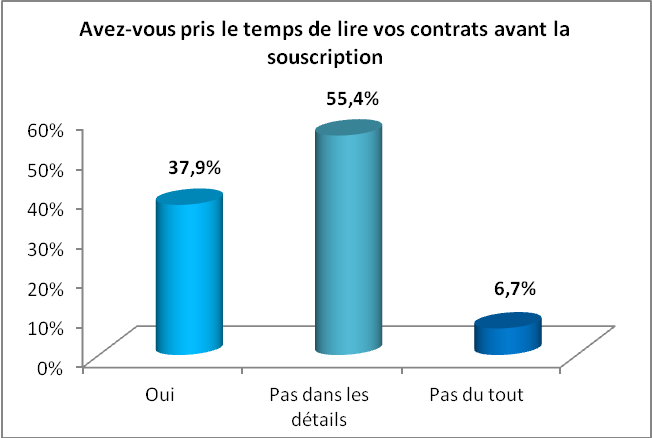 Avez-vous pris le temps de lire vos contrats avant la
souscription
55,4%
37,9%
6,7%
60%
50%
40%
30%
20%
10%
0%
Oui
Pas dans les
détails
Pas du tout